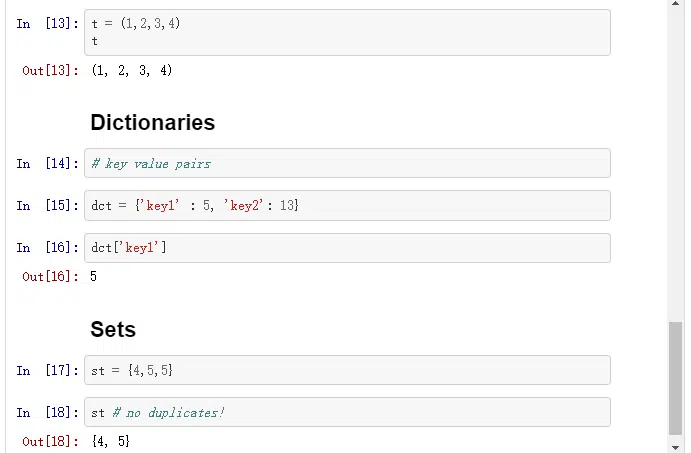 In [13]: t = (1,2,3,4)
t
Out[13]: (1, 2, 3, 4)
Dictionaries
In [14]: # key value pairs
In [15]: dct = {'key1' : 5, 'key2': 13}
In [16]: dct['key1']
Out[16]: 5
Sets
In [17]: st = {4,5,5}
In [18]: st # no duplicates!
Out[18]: {4, 5}